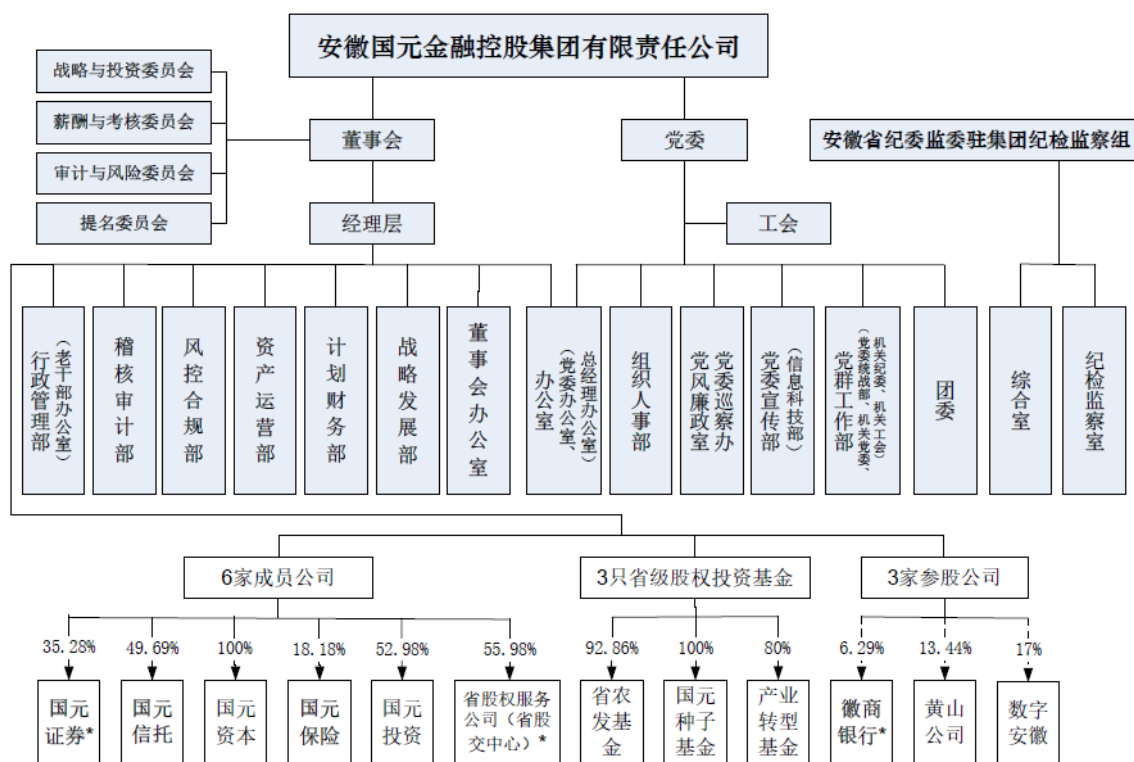 安徽国元金融控股集团有限责任公司
战略与投资委员会
薪酬与考核委员会
审计与风险委员会
提名委员会
董事会
党委
安徽省纪委监委驻集团纪检监察组
经理层
工会
行政管理部
（老干部办公室）
稽核审计部
风控合规部
资产运营部
计划财务部
战略发展部
董事会办公室
办公室
（党委办公室、
总经理办公室）
组织人事部
党风廉政室
党委巡察办
党委宣传部
（信息科技部）
党群工作部
（党委统战部、机关党委、
机关纪委、机关工会）
团委
综合室
纪检监察室
6家成员公司
3只省级股权投资基金
3家参股公司
35.28%
49.69%
100%
18.18%
52.98%
55.98%
92.86%
100%
80%
6.29%
13.44%
17%
国元
证券*
国元
信托
国元
资本
国元
保险
国元
投资
省股权服务
公司（省股
交中心）*
省农
发基
金
国元
种子
基金
产业
转型
基金
徽商
银行*
黄山
公司
数字
安徽